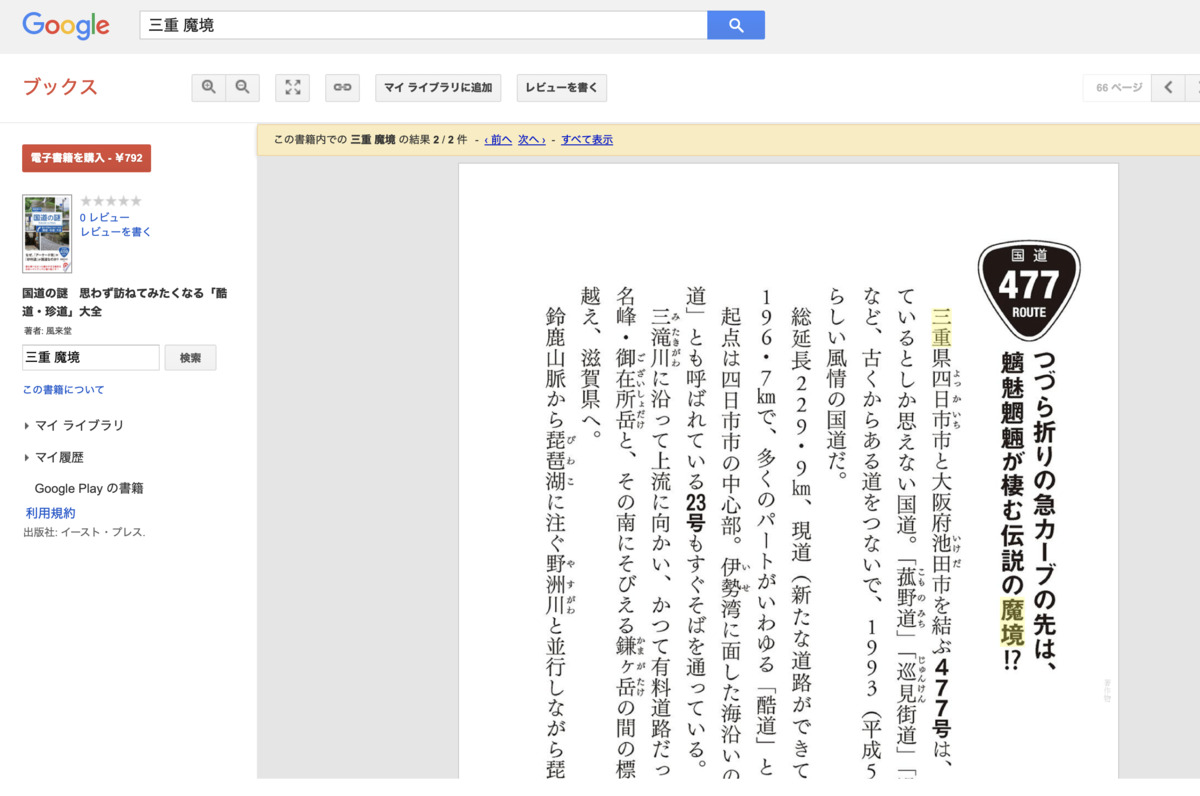 Google
三重 魔境
ブックス
マイ ライブラリに追加
レビューを書く
66 ページ
この書籍内での 三重 魔境 の結果 2 / 2 件 - ‹ 前へ 次へ › - すべて表示
電子書籍を購入 - ¥792
国道の謎
0 レビュー
レビューを書く
国道の謎 思わず訪ねてみたくなる「酷
道・珍道」大全
著者: 風来堂
三重 魔境
検索
この書籍について
マイ ライブラリ
マイ履歴
Google Play の書籍
利用規約
出版社: イースト・プレス.
国道
477
ROUTE
つづら折りの急カーブの先は、
魑魅魍魎が棲む伝説の魔境!?
三重県四日市市と大阪府池田市を結ぶ477号は、
ているとしか思えない国道。「菰野道」「巡見街道」「
など、古くからある道をつないで、1993(平成5
らしい風情の国道だ。
総延長229・9㎞、現道(新たな道路ができて
196・7㎞で、多くのパートがいわゆる「酷道」と
起点は四日市市の中心部。伊勢湾に面した海沿いの
道」とも呼ばれている23号もすぐそばを通っている。
三滝川に沿って上流に向かい、かつて有料道路だっ
名峰・御在所岳と、その南にそびえる鎌ヶ岳の間の標
越え、滋賀県へ。
鈴鹿山脈から琵琶湖に注ぐ野洲川と並行しながら琵
著作物